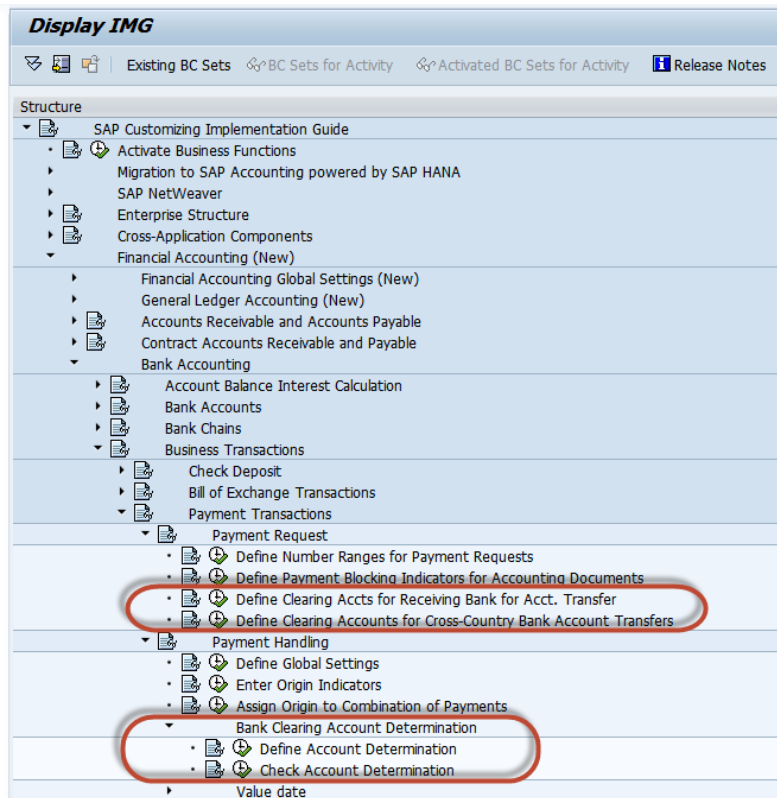 Display IMG
Existing BC Sets BC Sets for Activity Activated BC Sets for Activity Release Notes
Structure
SAP Customizing Implementation Guide
Activate Business Functions
Migration to SAP Accounting powered by SAP HANA
SAP NetWeaver
Enterprise Structure
Cross-Application Components
Financial Accounting (New)
Financial Accounting Global Settings (New)
General Ledger Accounting (New)
Accounts Receivable and Accounts Payable
Contract Accounts Receivable and Payable
Bank Accounting
Account Balance Interest Calculation
Bank Accounts
Bank Chains
Business Transactions
Check Deposit
Bill of Exchange Transactions
Payment Transactions
Payment Request
Define Number Ranges for Payment Requests
Define Payment Blocking Indicators for Accounting Documents
Define Clearing Accts for Receiving Bank for Acct. Transfer
Define Clearing Accounts for Cross-Country Bank Account Transfers
Payment Handling
Define Global Settings
Enter Origin Indicators
Assign Origin to Combination of Payments
Bank Clearing Account Determination
Define Account Determination
Check Account Determination
Value date